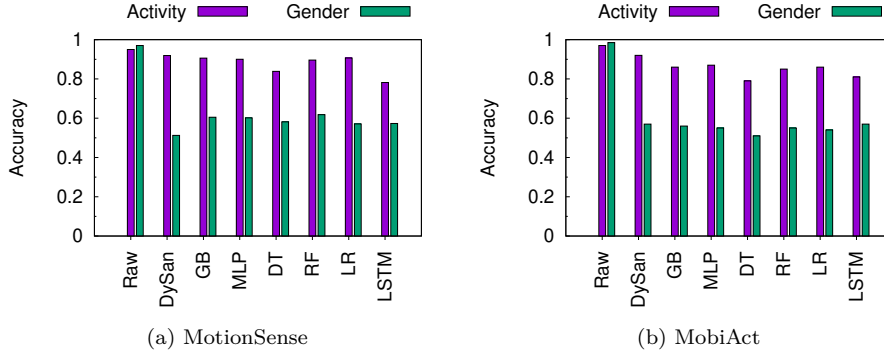 Activity Gender
1
0.8
0.6
0.4
0.2
0
Accuracy
Raw
DySan
GB
MLP
DT
RF
LR
LSTM
(a) MotionSense
Activity Gender
1
0.8
0.6
0.4
0.2
0
Accuracy
Raw
DySan
GB
MLP
DT
RF
LR
LSTM
(b) MobiAct